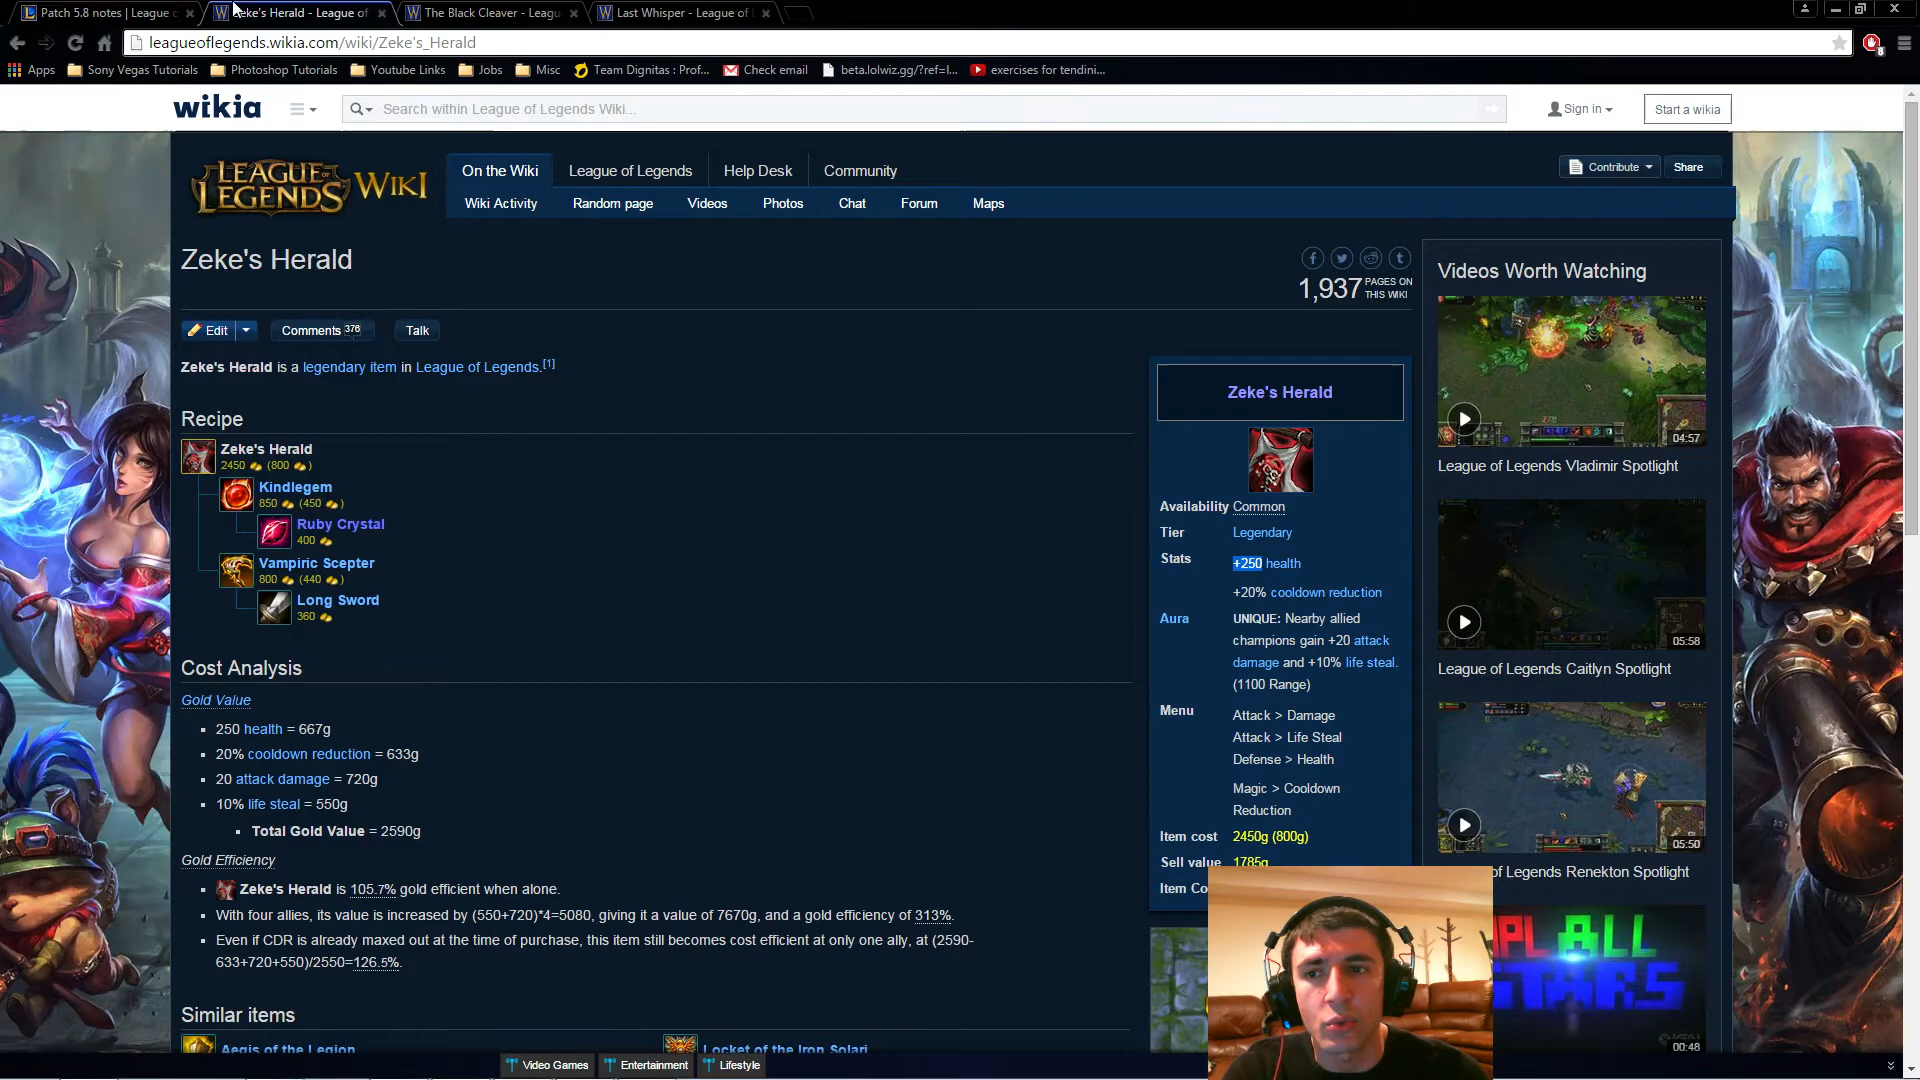 Patch 5.8 notes | League c
Zeke's Herald - League of
The Black Cleaver - Leagu
Last Whisper - League of
leagueoflegends.wikia.com/wiki/Zeke's_Herald
Apps
Sony Vegas Tutorials
Photoshop Tutorials
Youtube Links
Jobs
Misc
Team Dignitas : Prof...
Check email
beta.lolwiz.gg/?ref=l...
exercises for tendini...
wikia
Search within League of Legends Wiki...
Sign in
Start a wikia
LEAGUE OF LEGENDS WIKI
On the Wiki
League of Legends
Help Desk
Community
Contribute
Share
Wiki Activity
Random page
Videos
Photos
Chat
Forum
Maps
Zeke's Herald
1,937 PAGES ON THIS WIKI
Edit
Comments 376
Talk
Zeke's Herald is a legendary item in League of Legends.[1]
Recipe
Zeke's Herald
2450 (800)
Kindlegem
850 (450)
Ruby Crystal
400
Vampiric Scepter
800 (440)
Long Sword
360
Cost Analysis
Gold Value
250 health = 667g
20% cooldown reduction = 633g
20 attack damage = 720g
10% life steal = 550g
Total Gold Value = 2590g
Gold Efficiency
Zeke's Herald is 105.7% gold efficient when alone.
With four allies, its value is increased by (550+720)*4=5080, giving it a value of 7670g, and a gold efficiency of 313%.
Even if CDR is already maxed out at the time of purchase, this item still becomes cost efficient at only one ally, at (2590-
633+720+550)/2550=126.5%.
Similar items
Aegis of the Legion
Locket of the Iron Solari
Zeke's Herald
Availability Common
Tier Legendary
Stats +250 health
+20% cooldown reduction
Aura UNIQUE: Nearby allied
champions gain +20 attack
damage and +10% life steal.
(1100 Range)
Menu Attack > Damage
Attack > Life Steal
Defense > Health
Magic > Cooldown
Reduction
Item cost 2450g (800g)
Sell value 1785g
Item Co
Videos Worth Watching
04:57
League of Legends Vladimir Spotlight
05:58
League of Legends Caitlyn Spotlight
05:50
of Legends Renekton Spotlight
PL ALL
STARS
00:48
Video Games
Entertainment
Lifestyle